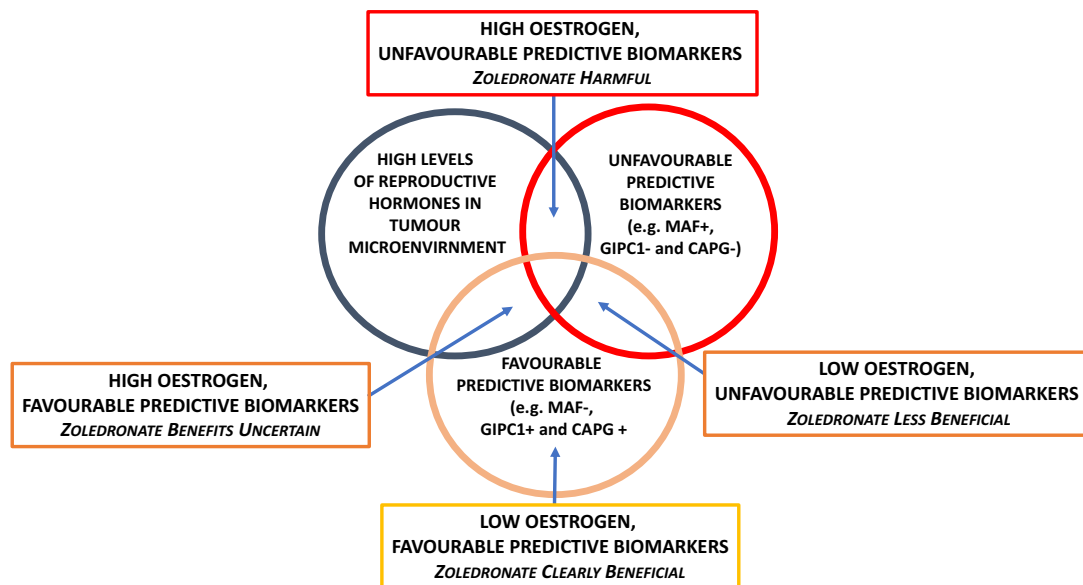 HIGH OESTROGEN,
UNFAVOURABLE PREDICTIVE BIOMARKERS
ZOLEDRONATE HARMFUL
HIGH LEVELS
OF REPRODUCTIVE
HORMONES IN
TUMOUR
MICROENVIRNMENT
UNFAVOURABLE
PREDICTIVE
BIOMARKERS
(e.g. MAF+,
GIPC1- and CAPG-)
HIGH OESTROGEN,
FAVOURABLE PREDICTIVE BIOMARKERS
ZOLEDRONATE BENEFITS UNCERTAIN
FAVOURABLE
PREDICTIVE BIOMARKERS
(e.g. MAF-,
GIPC1+ and CAPG +
LOW OESTROGEN,
UNFAVOURABLE PREDICTIVE BIOMARKERS
ZOLEDRONATE LESS BENEFICIAL
LOW OESTROGEN,
FAVOURABLE PREDICTIVE BIOMARKERS
ZOLEDRONATE CLEARLY BENEFICIAL